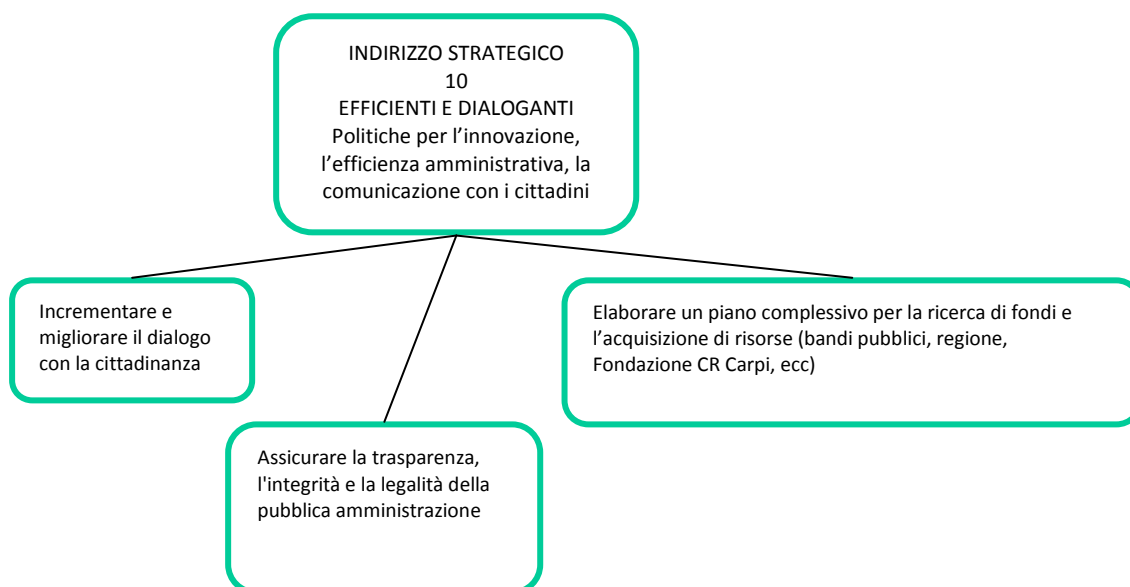 INDIRIZZO STRATEGICO
10
EFFICIENTI E DIALOGANTI
Politiche per l’innovazione,
l’efficienza amministrativa, la
comunicazione con i cittadini
Incrementare e
migliorare il dialogo
con la cittadinanza
Elaborare un piano complessivo per la ricerca di fondi e
l’acquisizione di risorse (bandi pubblici, regione,
Fondazione CR Carpi, ecc)
Assicurare la trasparenza,
l'integrità e la legalità della
pubblica amministrazione